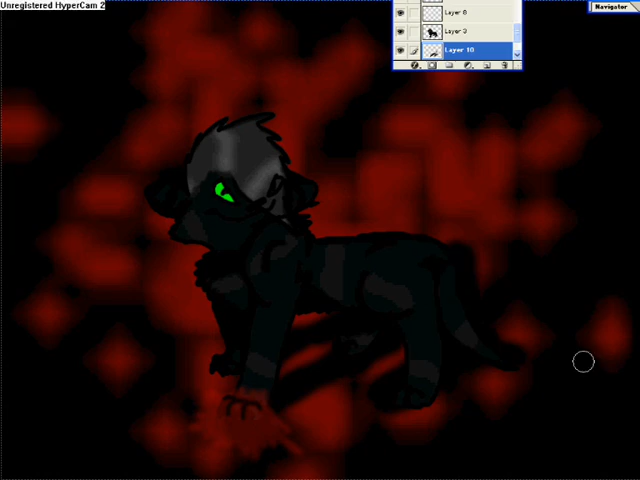 Unregistered HyperCam 2
Layer 8
Navigator
Layer 3
Layer 10